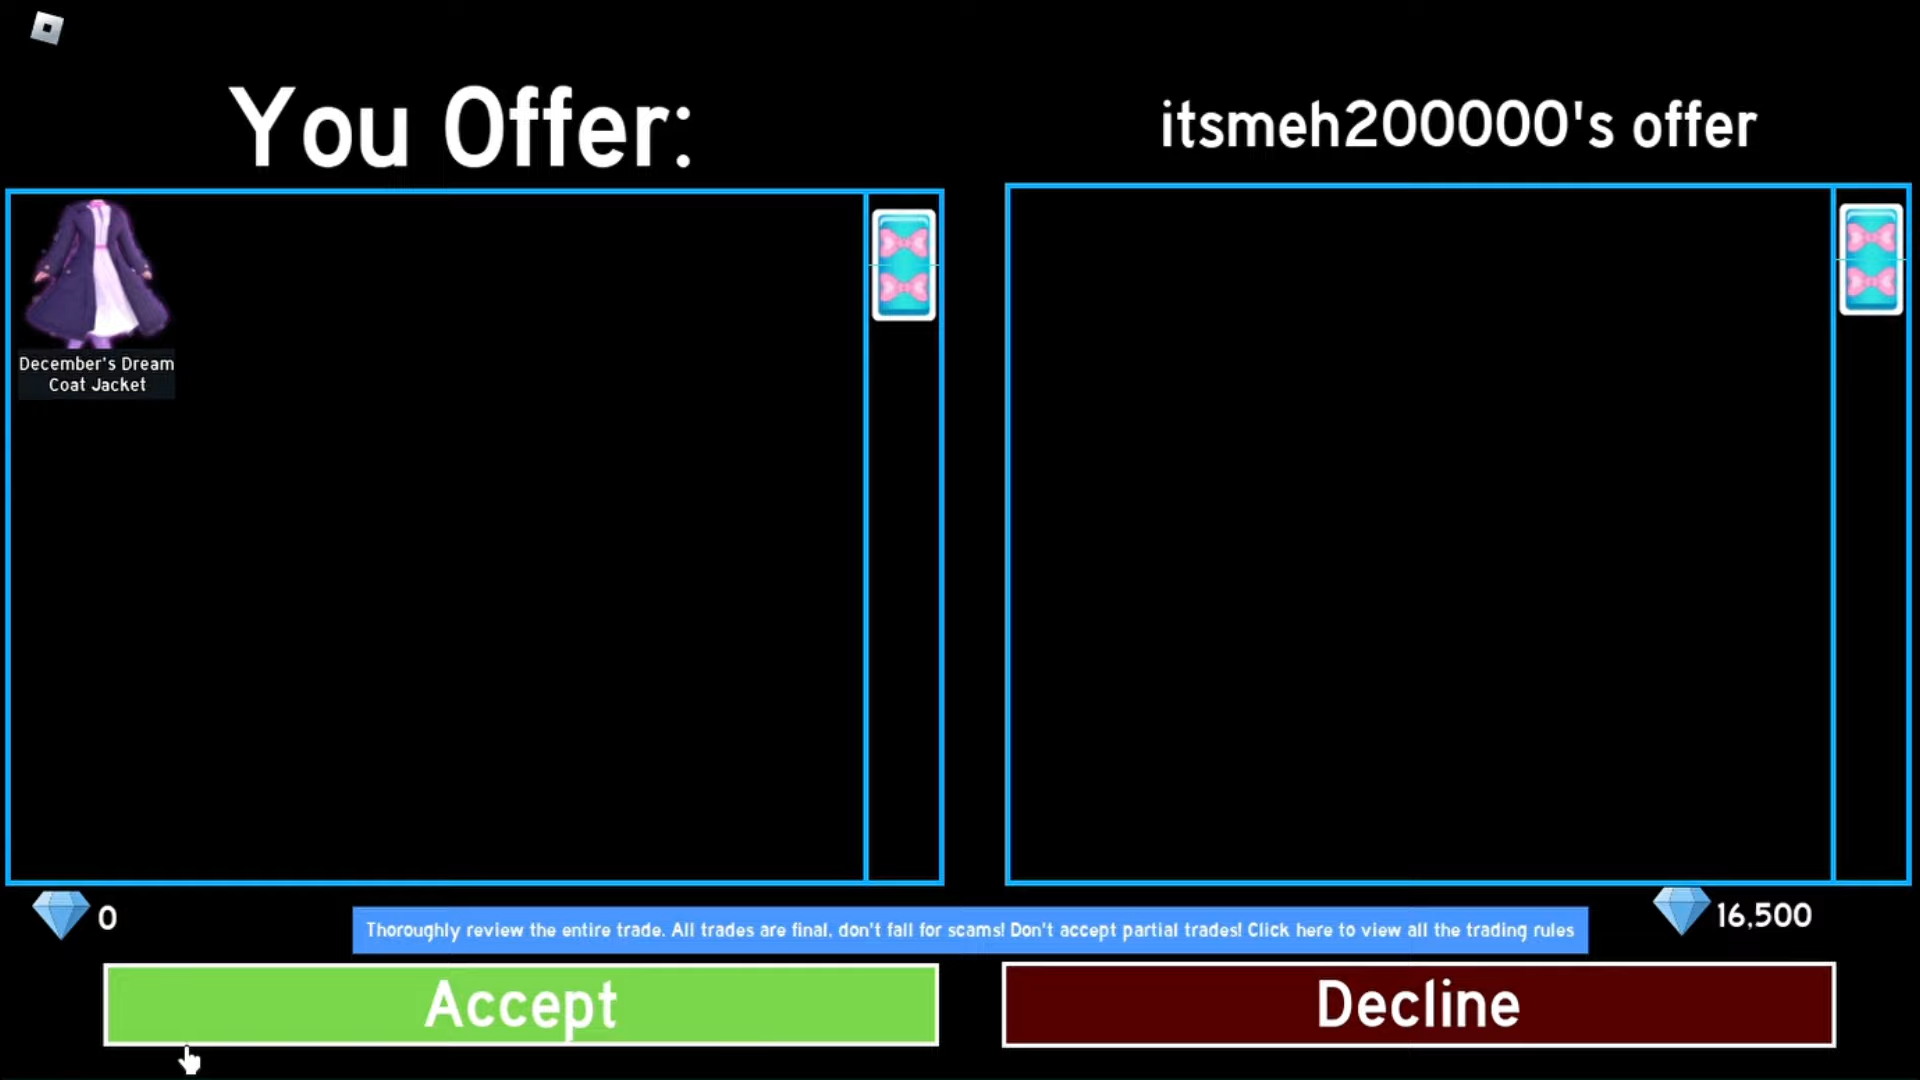 You Offer:
itsmeh200000's offer
December's Dream
Coat Jacket
0
16,500
Thoroughly review the entire trade. All trades are final, don't fall for scams! Don't accept partial trades! Click here to view all the trading rules
Accept
Decline